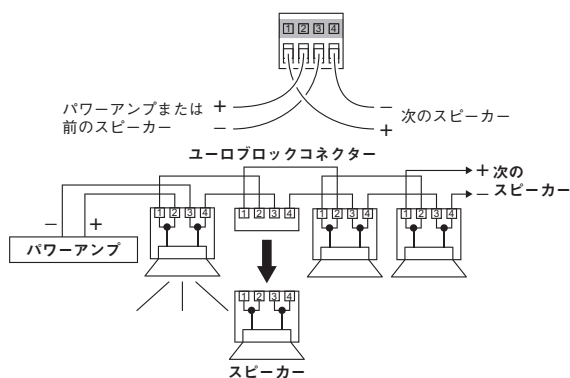 1 2 3 4
パワーアンプまたは
前のスピーカー
+
−
−
+
次のスピーカー
ユーロブロックコネクター
+ 次の
− スピーカー
1 2 3 4
1 2 3 4
1 2 3 4
1 2 3 4
− +
パワーアンプ
1 2 3 4
スピーカー